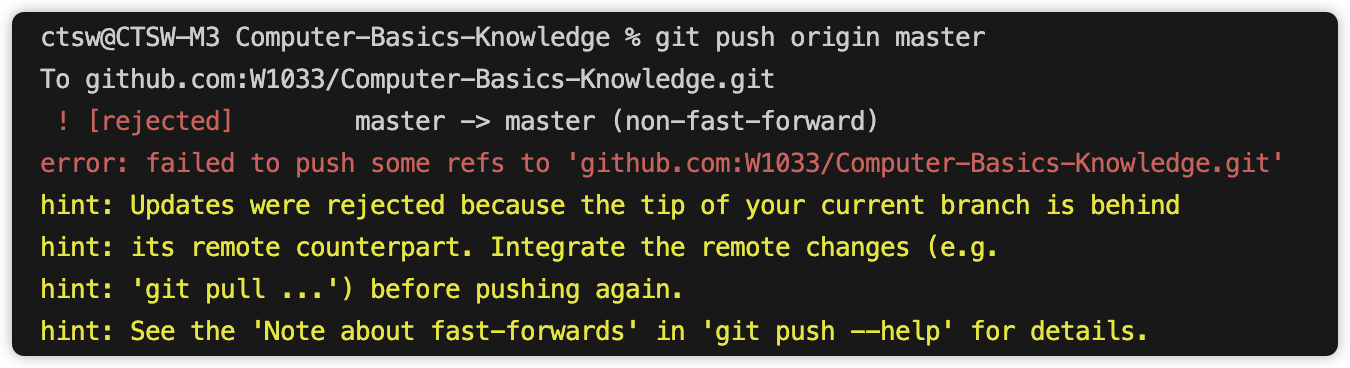 ctsw@CTSW-M3 Computer-Basics-Knowledge % git push origin master
To github.com:W1033/Computer-Basics-Knowledge.git
 ! [rejected]        master -> master (non-fast-forward)
error: failed to push some refs to 'github.com:W1033/Computer-Basics-Knowledge.git'
hint: Updates were rejected because the tip of your current branch is behind
hint: its remote counterpart. Integrate the remote changes (e.g.
hint: 'git pull ...') before pushing again.
hint: See the 'Note about fast-forwards' in 'git push --help' for details.